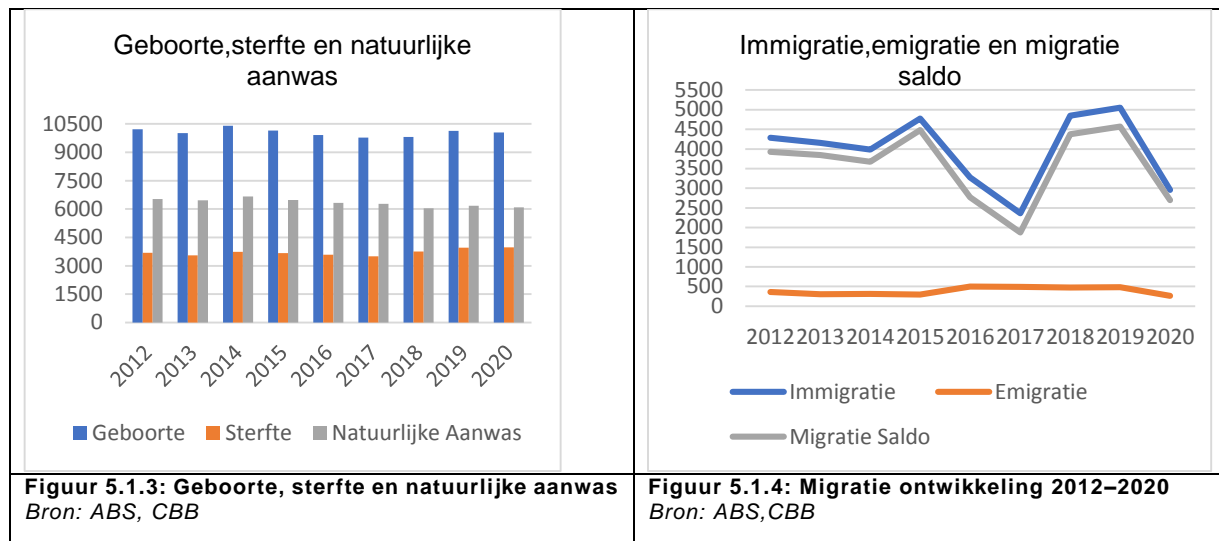 Geboorte,sterfte en natuurlijke
aanwas
10500
9000
7500
6000
4500
3000
1500
0
2012
2013
2014
2015
2016
2017
2018
2019
2020
Geboorte Sterfte Natuurlijke Aanwas
Figuur 5.1.3: Geboorte, sterfte en natuurlijke aanwas
Bron: ABS, CBB
Immigratie,emigratie en migratie
saldo
5500
5000
4500
4000
3500
3000
2500
2000
1500
1000
500
0
2012 2013 2014 2015 2016 2017 2018 2019 2020
Immigratie Emigratie
Migratie Saldo
Figuur 5.1.4: Migratie ontwikkeling 2012–2020
Bron: ABS,CBB